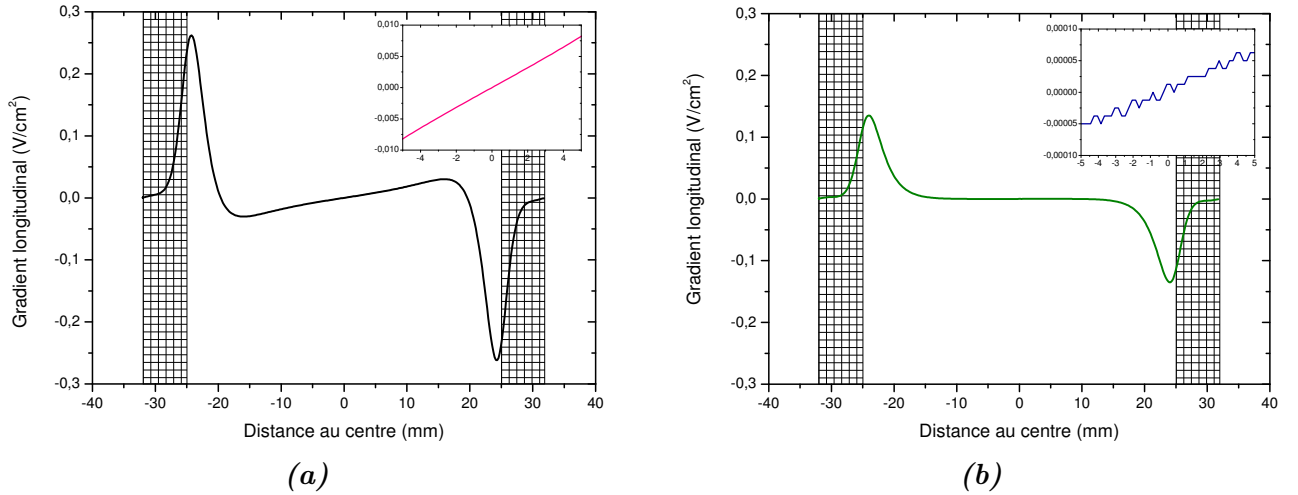 0,3
0,2
0,1
0,0
-0,1
-0,2
-0,3
-40 -30 -20 -10 0 10 20 30 40
Gradient longitudinal (V/cm²)
Distance au centre (mm)
0,010
0,005
0,000
-0,005
-0,010
-4 -2 0 2 4
(a)
0,3
0,2
0,1
0,0
-0,1
-0,2
-0,3
-40 -30 -20 -10 0 10 20 30 40
Gradient longitudinal (V/cm²)
Distance au centre (mm)
0,00010
0,00005
0,00000
-0,00005
-0,00010
-5 -4 -3 -2 -1 0 1 2 3 4 5
(b)